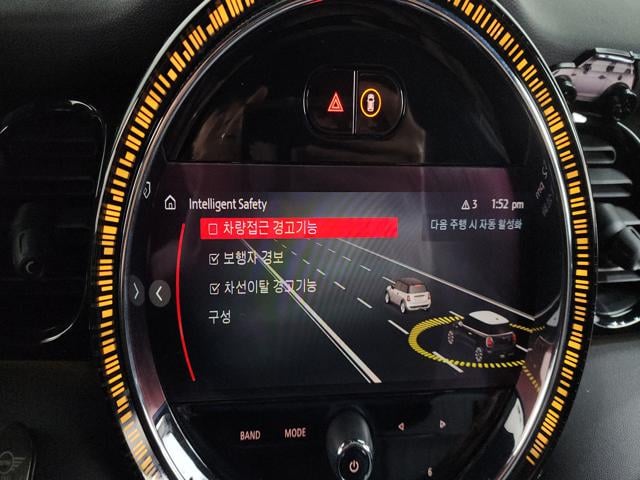 Intelligent Safety
3 1:52 pm
차량접근 경고기능
다음 주행 시 자동 활성화
보행자 경보
차선이탈 경고기능
구성
BAND
MODE
6